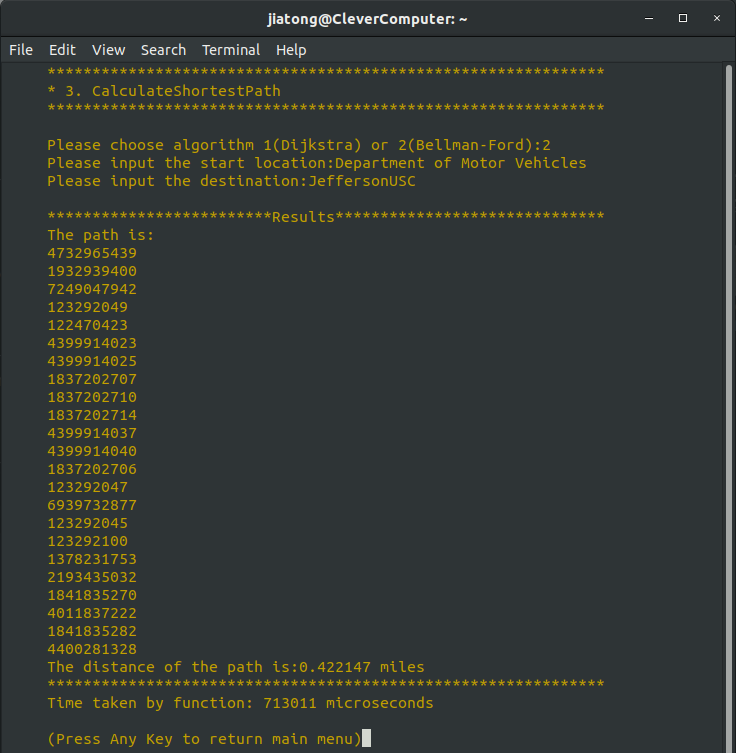 jiatong@CleverComputer: ~
File Edit View Search Terminal Help
**************************************************************
* 3. CalculateShortestPath
**************************************************************
Please choose algorithm 1(Dijkstra) or 2(Bellman-Ford):2
Please input the start location:Department of Motor Vehicles
Please input the destination:JeffersonUSC
*************************Results******************************
The path is:
4732965439
1932939400
7249047942
123292049
122470423
4399914023
4399914025
1837202707
1837202710
1837202714
4399914037
4399914040
1837202706
123292047
6939732877
123292045
123292100
1378231753
2193435032
1841835270
4011837222
1841835282
4400281328
The distance of the path is:0.422147 miles
**************************************************************
Time taken by function: 713011 microseconds
(Press Any Key to return main menu)